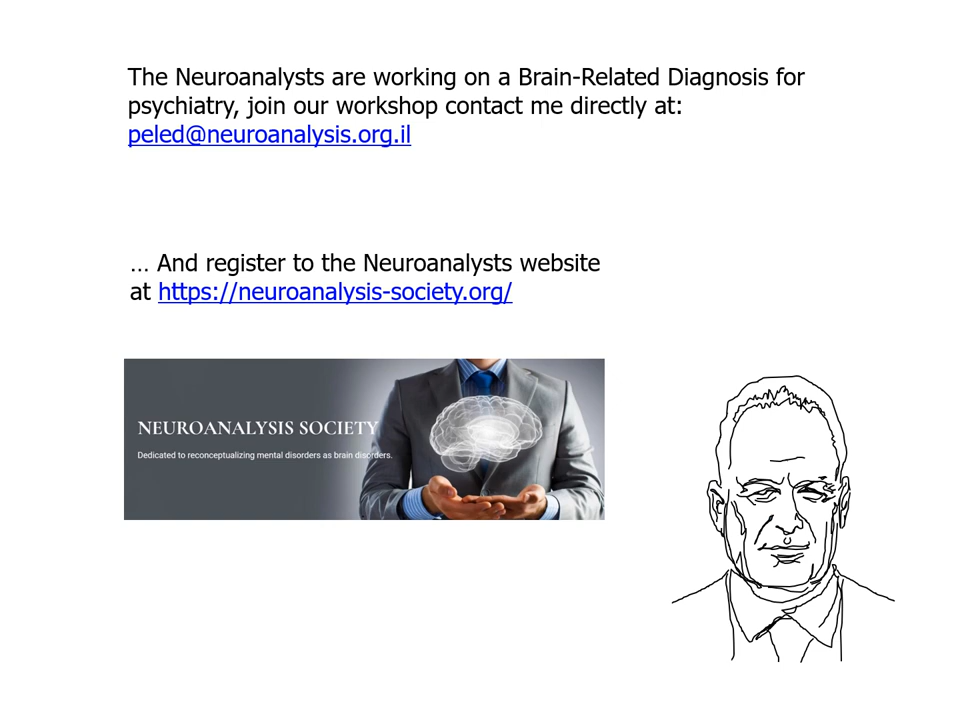 The Neuroanalysts are working on a Brain-Related Diagnosis for
psychiatry, join our workshop contact me directly at:
peled@neuroanalysis.org.il
... And register to the Neuroanalysts website
at https://neuroanalysis-society.org/
NEUROANALYSIS SOCIETY
Dedicated to reconceptualizing mental disorders as brain disorders.